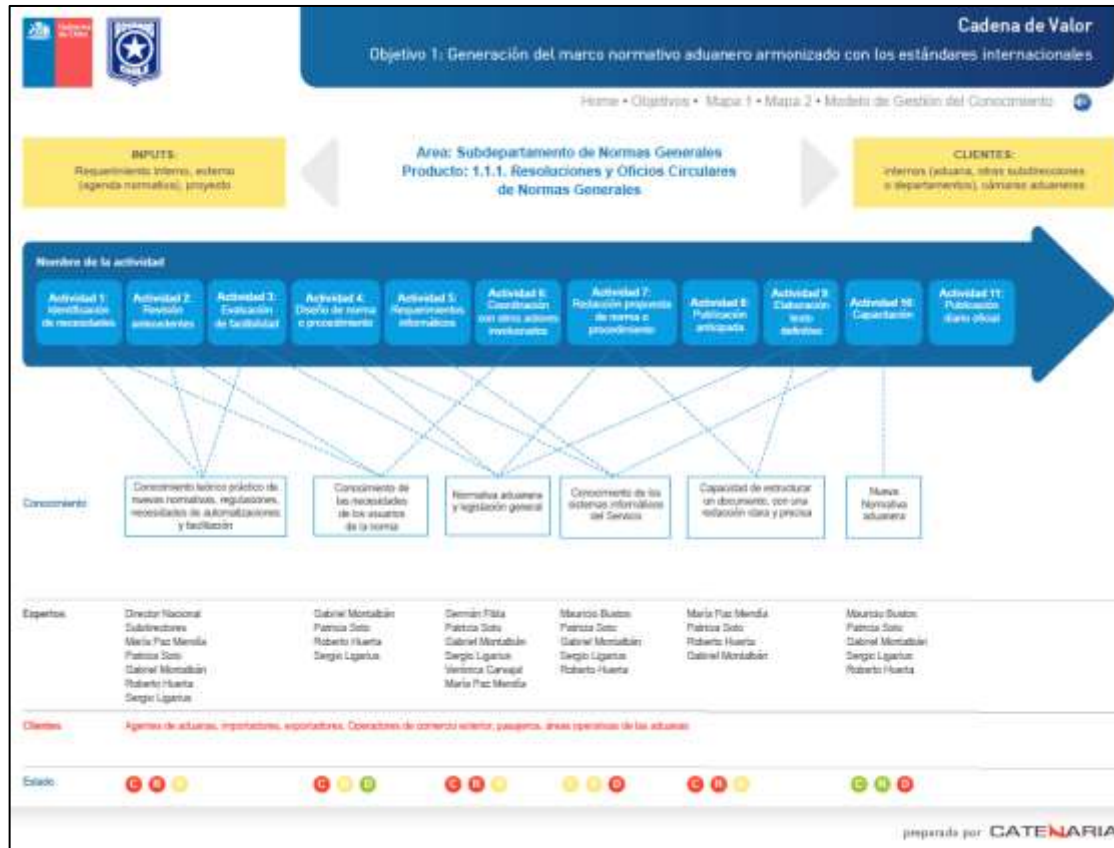 Gobierno
de Chile
CHILE
Cadena de Valor
Objetivo 1: Generación del marco normativo aduanero armonizado con los estándares internacionales
Home • Objetivos • Mapa 1 • Mapa 2 • Modelo de Gestión del Conocimiento
INPUTS:
Requerimiento interno, externo
(agenda normativa), proyecto
Area: Subdepartamento de Normas Generales
Producto: 1.1.1. Resoluciones y Oficios Circulares
de Normas Generales
CLIENTES:
internos (aduana, otras subdirecciones
o departamentos), cámaras aduaneras
Nombre de la actividad
Actividad 1:
Identificación
de necesidades
Actividad 2:
Revisión
antecedentes
Actividad 3:
Evaluación
de factibilidad
Actividad 4:
Diseño de norma
o procedimiento
Actividad 5:
Requerimientos
informáticos
Actividad 6:
Coordinación
con otros actores
involucrados
Actividad 7:
Redacción propuesta
de norma o
procedimiento
Actividad 8:
Publicación
anticipada
Actividad 9:
Elaboración
texto
definitivo
Actividad 10:
Capacitación
Actividad 11:
Publicación
diario oficial
Conocimiento
Conocimiento teórico práctico de
nuevas normativas, regulaciones,
necesidades de automatizaciones
y facilitación
Conocimiento de
las necesidades
de los usuarios
de la norma
Normativa aduanera
y legislación general
Conocimiento de los
sistemas informáticos
del Servicio
Capacidad de estructurar
un documento, con una
redacción clara y precisa
Nueva
Normativa
aduanera
Expertos
Director Nacional
Subdirectores
María Paz Mendía
Patricia Soto
Gabriel Montalbán
Roberto Huerta
Sergio Ligarius
Gabriel Montalbán
Patricia Soto
Roberto Huerta
Sergio Ligarius
Germán Fibla
Patricia Soto
Gabriel Montalbán
Sergio Ligarius
Verónica Carvajal
María Paz Mendía
Mauricio Bustos
Patricia Soto
Gabriel Montalbán
Sergio Ligarius
Roberto Huerta
María Paz Mendía
Patricia Soto
Roberto Huerta
Gabriel Montalbán
Mauricio Bustos
Patricia Soto
Gabriel Montalbán
Sergio Ligarius
Roberto Huerta
Clientes
Agentes de aduanas, importadores, exportadores. Operadores de comercio exterior, pasajeros, áreas operativas de las aduanas
Estado
C R
C D
C R
D
C R
C R D
preparado por CATENARIA